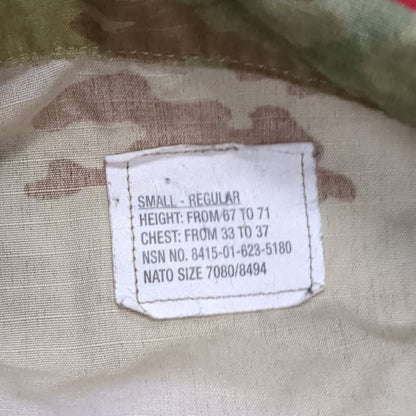 SMALL - REGULAR
HEIGHT: FROM 67 TO 71
CHEST: FROM 33 TO 37
NSN NO. 8415-01-623-5180
NATO SIZE 7080/8494